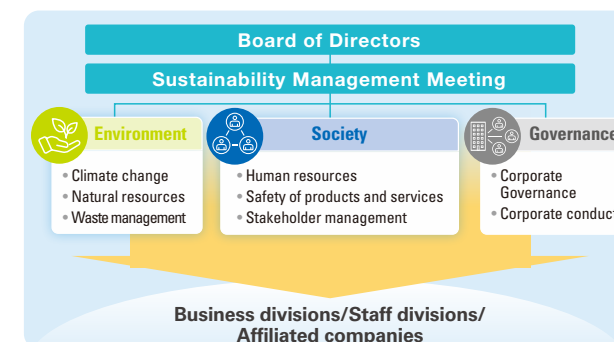 Board of Directors
Sustainability Management Meeting
Environment
• Climate change
• Natural resources
• Waste management
Society
• Human resources
• Safety of products and services
• Stakeholder management
Governance
• Corporate
Governance
• Corporate conduct
Business divisions/Staff divisions/
Affiliated companies